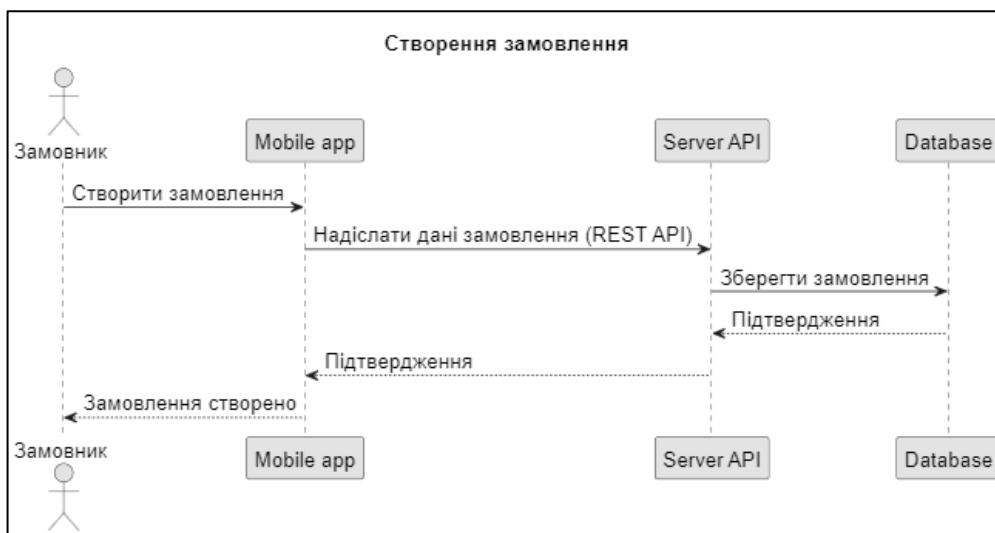 Створення замовлення
Замовник
Mobile app
Server API
Database
Створити замовлення
Надіслати дані замовлення (REST API)
Зберегти замовлення
Підтвердження
Підтвердження
Замовлення створено
Замовник
Mobile app
Server API
Database